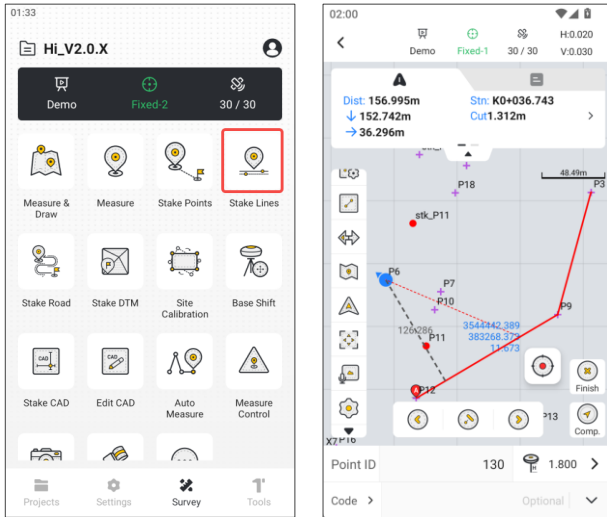 01:33
Hi_V2.0.X
Demo
Fixed-2
30 / 30
Measure &
Draw
Measure
Stake Points
Stake Lines
Stake Road
Stake DTM
Site
Calibration
Base Shift
CAD
Stake CAD
CAD
Edit CAD
Auto
Measure
Measure
Control
Projects
Settings
Survey
Tools
02:00
Demo
Fixed-1
30 / 30
H:0.020
V:0.030
Dist: 156.995m
152.742m
36.296m
Stn: K0+036.743
Cut1.312m
48.49m
P18
P3
stk_P11
P6
P7
P10
P9
126.286
3544442.389
383268.373
11.673
P11
P12
Finish
P13
Comp.
P16
Point ID
130
1.800
Code
Optional